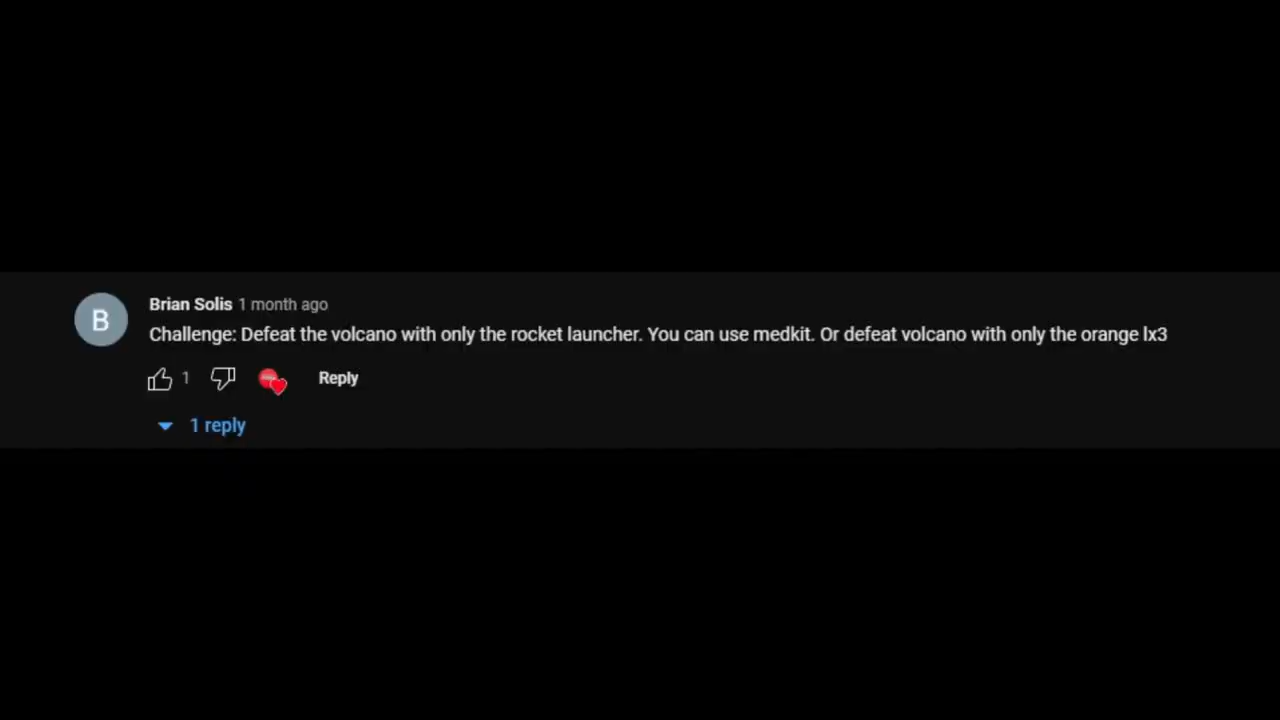 B
Brian Solis 1 month ago
Challenge: Defeat the volcano with only the rocket launcher. You can use medkit. Or defeat volcano with only the orange lx3
1 Reply
1 reply